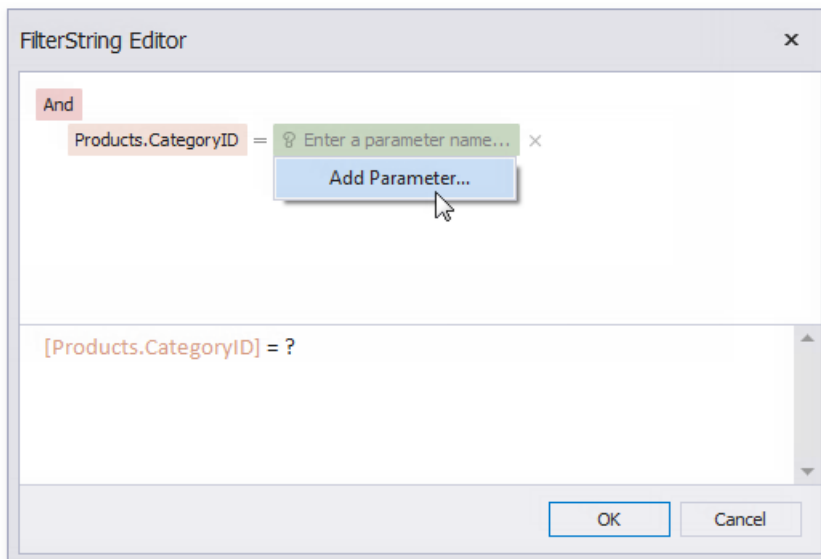 FilterString Editor
And
Products.CategoryID = Enter a parameter name...
Add Parameter...
[Products.CategoryID] = ?
OK Cancel